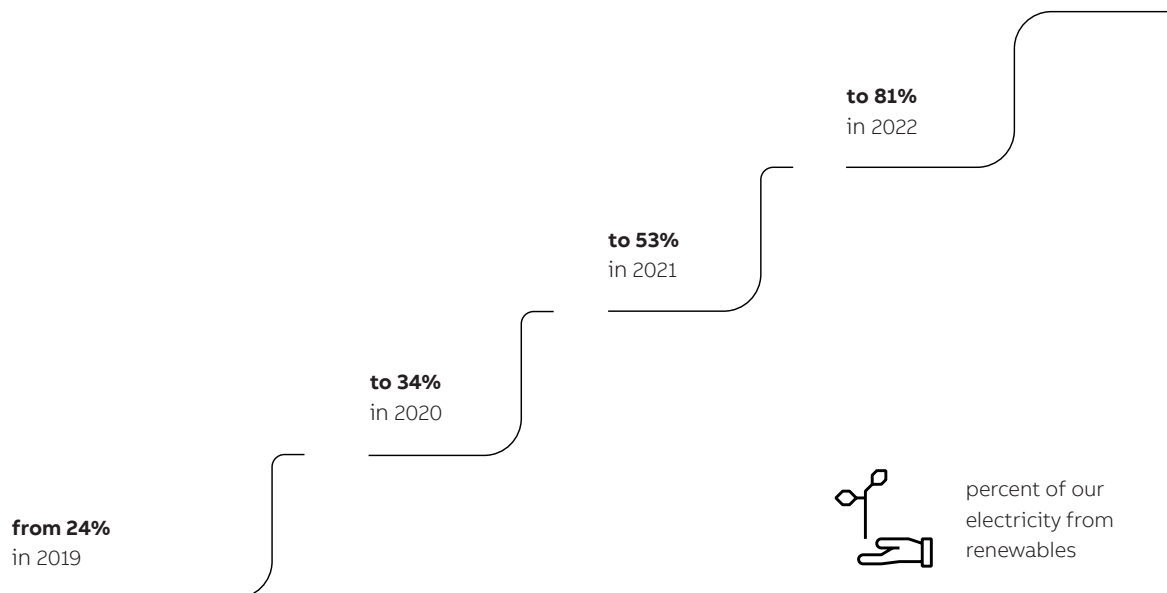 to 81%
in 2022
to 53%
in 2021
to 34%
in 2020
from 24%
in 2019
percent of our
electricity from
renewables